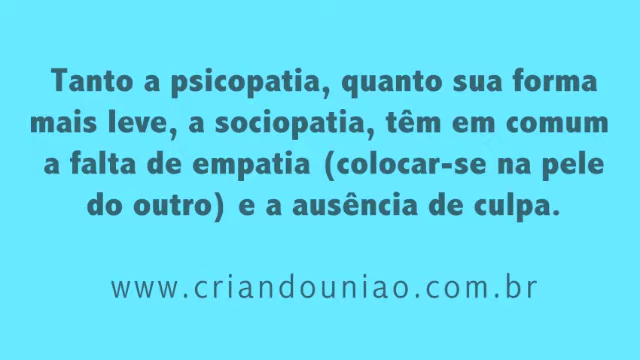 Tanto a psicopatia, quanto sua forma
mais leve, a sociopatia, têm em comum
a falta de empatia (colocar-se na pele
do outro) e a ausência de culpa.
www.criandouniao.com.br